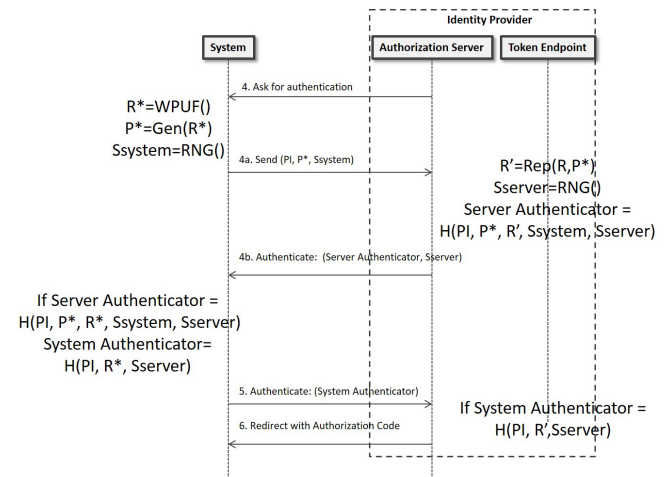 Identity Provider
System
Authorization Server
Token Endpoint
4. Ask for authentication
R*=WPUF()
P*=Gen(R*)
Ssystem=RNG()
4a. Send (PI, P*, Ssystem)
R’=Rep(R,P*)
Sserver=RNG()
Server Authenticator =
H(PI, P*, R’, Ssystem, Sserver)
4b. Authenticate: (Server Authenticator, Sserver)
If Server Authenticator =
H(PI, P*, R*, Ssystem, Sserver)
System Authenticator=
H(PI, R*, Sserver)
5. Authenticate: (System Authenticator)
If System Authenticator =
H(PI, R’,Sserver)
6. Redirect with Authorization Code